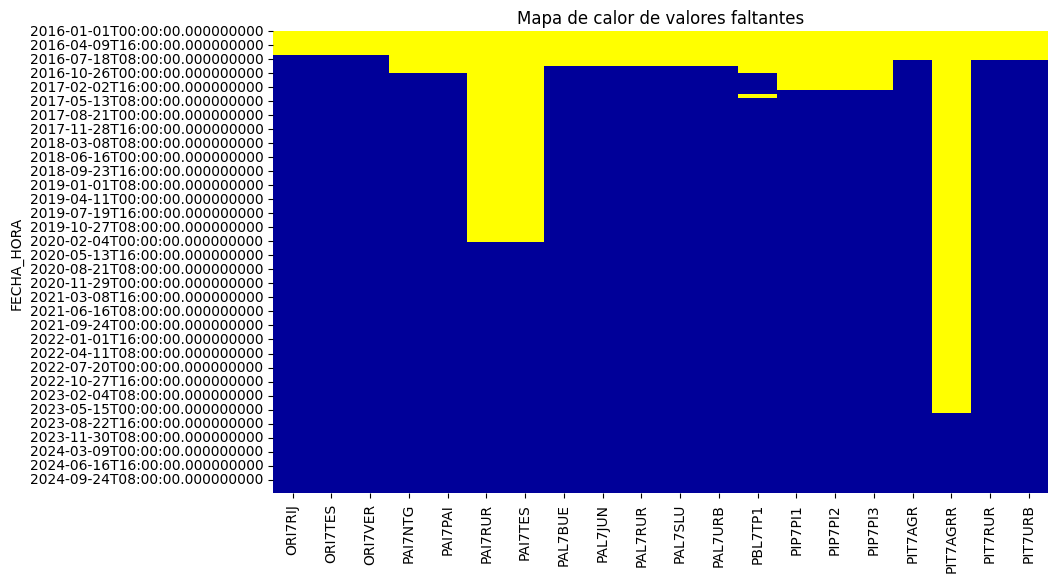 Mapa de calor de valores faltantes
2016-01-01T00:00:00.000000000
2016-04-09T16:00:00.000000000
2016-07-18T08:00:00.000000000
2016-10-26T00:00:00.000000000
2017-02-02T16:00:00.000000000
2017-05-13T08:00:00.000000000
2017-08-21T00:00:00.000000000
2017-11-28T16:00:00.000000000
2018-03-08T08:00:00.000000000
2018-06-16T00:00:00.000000000
2018-09-23T16:00:00.000000000
2019-01-01T08:00:00.000000000
2019-04-11T00:00:00.000000000
2019-07-19T16:00:00.000000000
2019-10-27T08:00:00.000000000
2020-02-04T00:00:00.000000000
2020-05-13T16:00:00.000000000
2020-08-21T08:00:00.000000000
2020-11-29T00:00:00.000000000
2021-03-08T16:00:00.000000000
2021-06-16T08:00:00.000000000
2021-09-24T00:00:00.000000000
2022-01-01T16:00:00.000000000
2022-04-11T08:00:00.000000000
2022-07-20T00:00:00.000000000
2022-10-27T16:00:00.000000000
2023-02-04T08:00:00.000000000
2023-05-15T00:00:00.000000000
2023-08-22T16:00:00.000000000
2023-11-30T08:00:00.000000000
2024-03-09T00:00:00.000000000
2024-06-16T16:00:00.000000000
2024-09-24T08:00:00.000000000
FECHA_HORA
ORI7RIJ
ORI7TES
ORI7VER
PAI7NTG
PAI7PAI
PAI7RUR
PAI7TES
PAL7BUE
PAL7JUN
PAL7RUR
PAL7SLU
PAL7URB
PBL7TP1
PIP7PI1
PIP7PI2
PIP7PI3
PIT7AGR
PIT7AGRR
PIT7RUR
PIT7URB